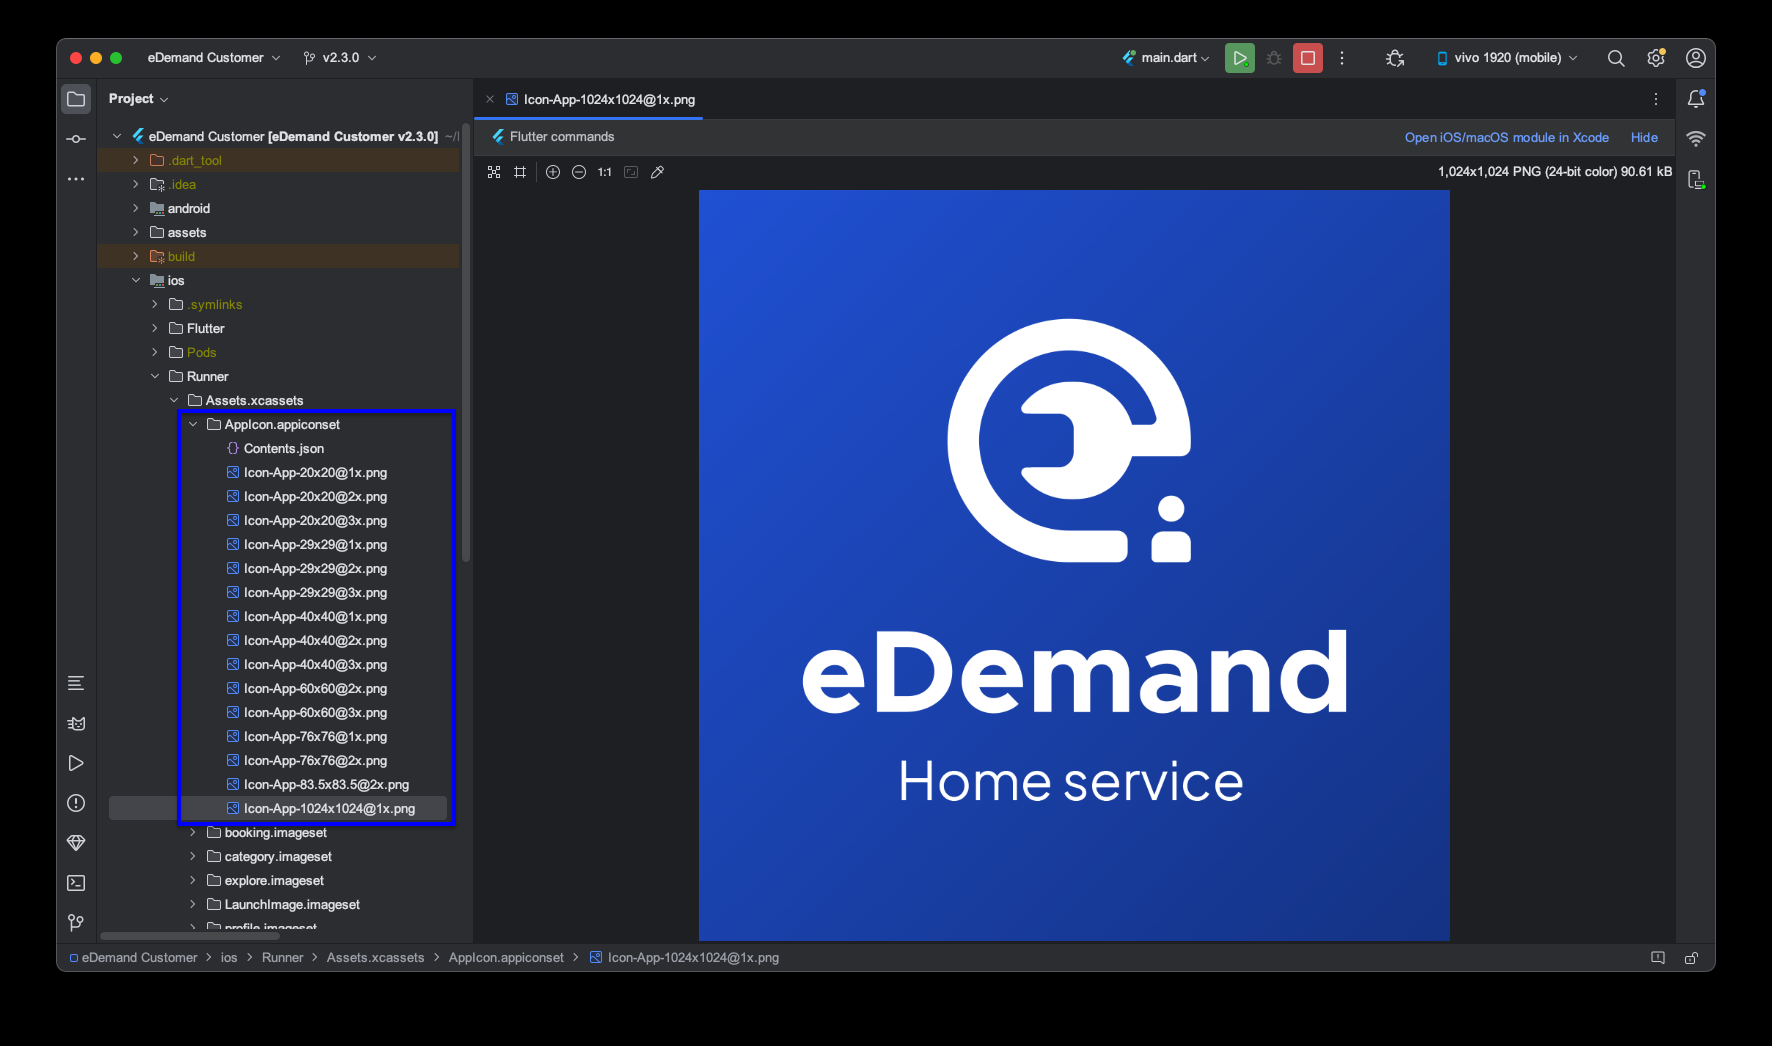 eDemand Customer
v2.3.0
main.dart
vivo 1920 (mobile)
Project
eDemand Customer [eDemand Customer v2.3.0]
.dart_tool
.idea
android
assets
build
ios
.symlinks
Flutter
Pods
Runner
Assets.xcassets
AppIcon.appiconset
{} Contents.json
Icon-App-20x20@1x.png
Icon-App-20x20@2x.png
Icon-App-20x20@3x.png
Icon-App-29x29@1x.png
Icon-App-29x29@2x.png
Icon-App-29x29@3x.png
Icon-App-40x40@1x.png
Icon-App-40x40@2x.png
Icon-App-40x40@3x.png
Icon-App-60x60@2x.png
Icon-App-60x60@3x.png
Icon-App-76x76@1x.png
Icon-App-76x76@2x.png
Icon-App-83.5x83.5@2x.png
Icon-App-1024x1024@1x.png
booking.imageset
category.imageset
explore.imageset
LaunchImage.imageset
profile.imageset
Icon-App-1024x1024@1x.png
Flutter commands
Open iOS/macOS module in Xcode
Hide
1:1
1,024x1,024 PNG (24-bit color) 90.61 kB
eDemand
Home service
eDemand Customer > ios > Runner > Assets.xcassets > AppIcon.appiconset > Icon-App-1024x1024@1x.png